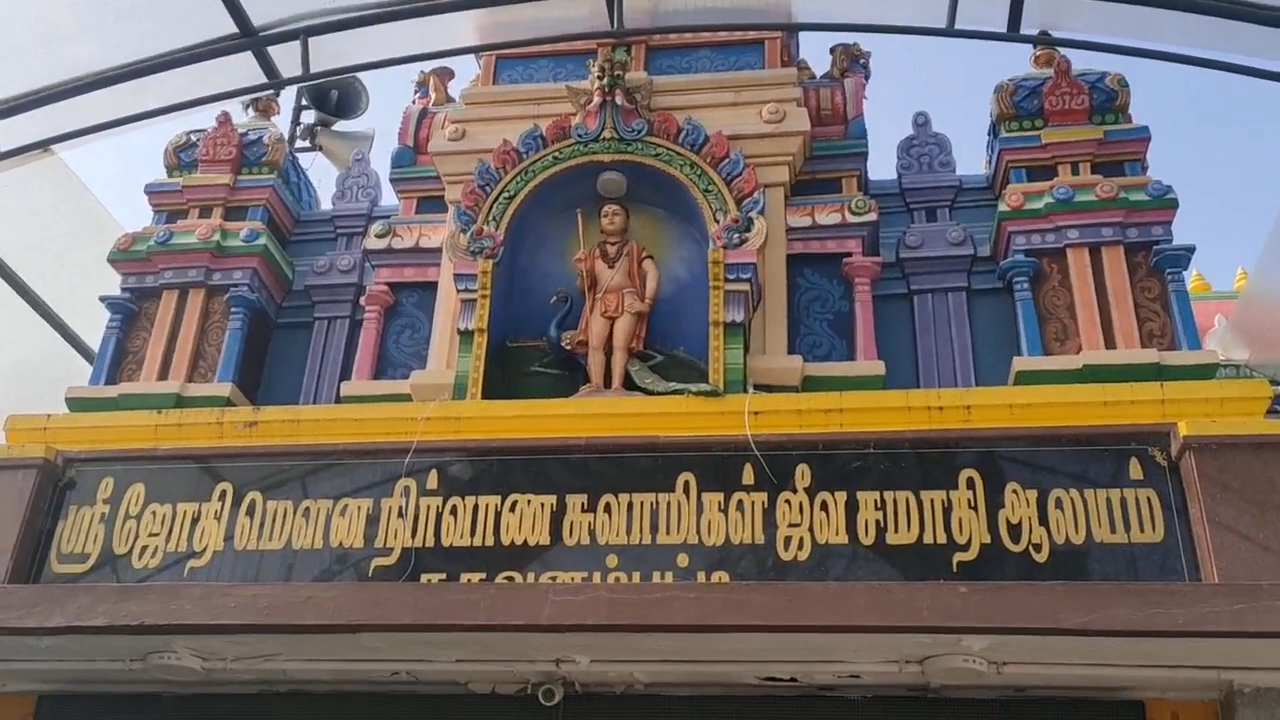 ஸ்ரீ ஜோதி மௌன நிர்வாண சுவாமிகள் ஜீவ சமாதி ஆலயம்